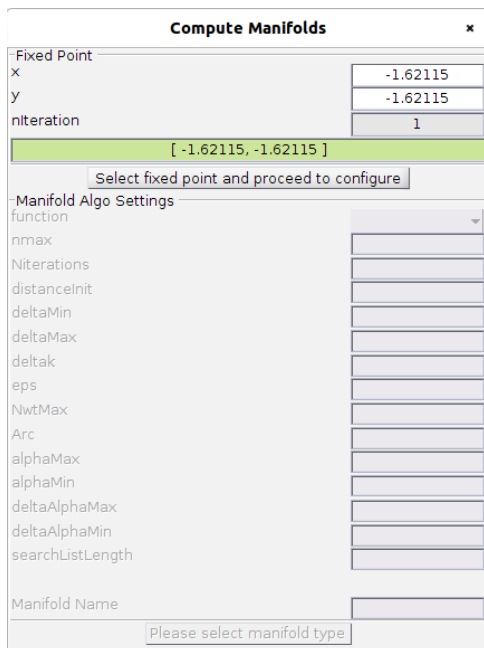 Compute Manifolds ×
Fixed Point
x -1.62115
y -1.62115
nIteration 1
[ -1.62115, -1.62115 ]
Select fixed point and proceed to configure
Manifold Algo Settings
function
nmax
Niterations
distanceInit
deltaMin
deltaMax
deltak
eps
NwtMax
Arc
alphaMax
alphaMin
deltaAlphaMax
deltaAlphaMin
searchListLength
Manifold Name
Please select manifold type